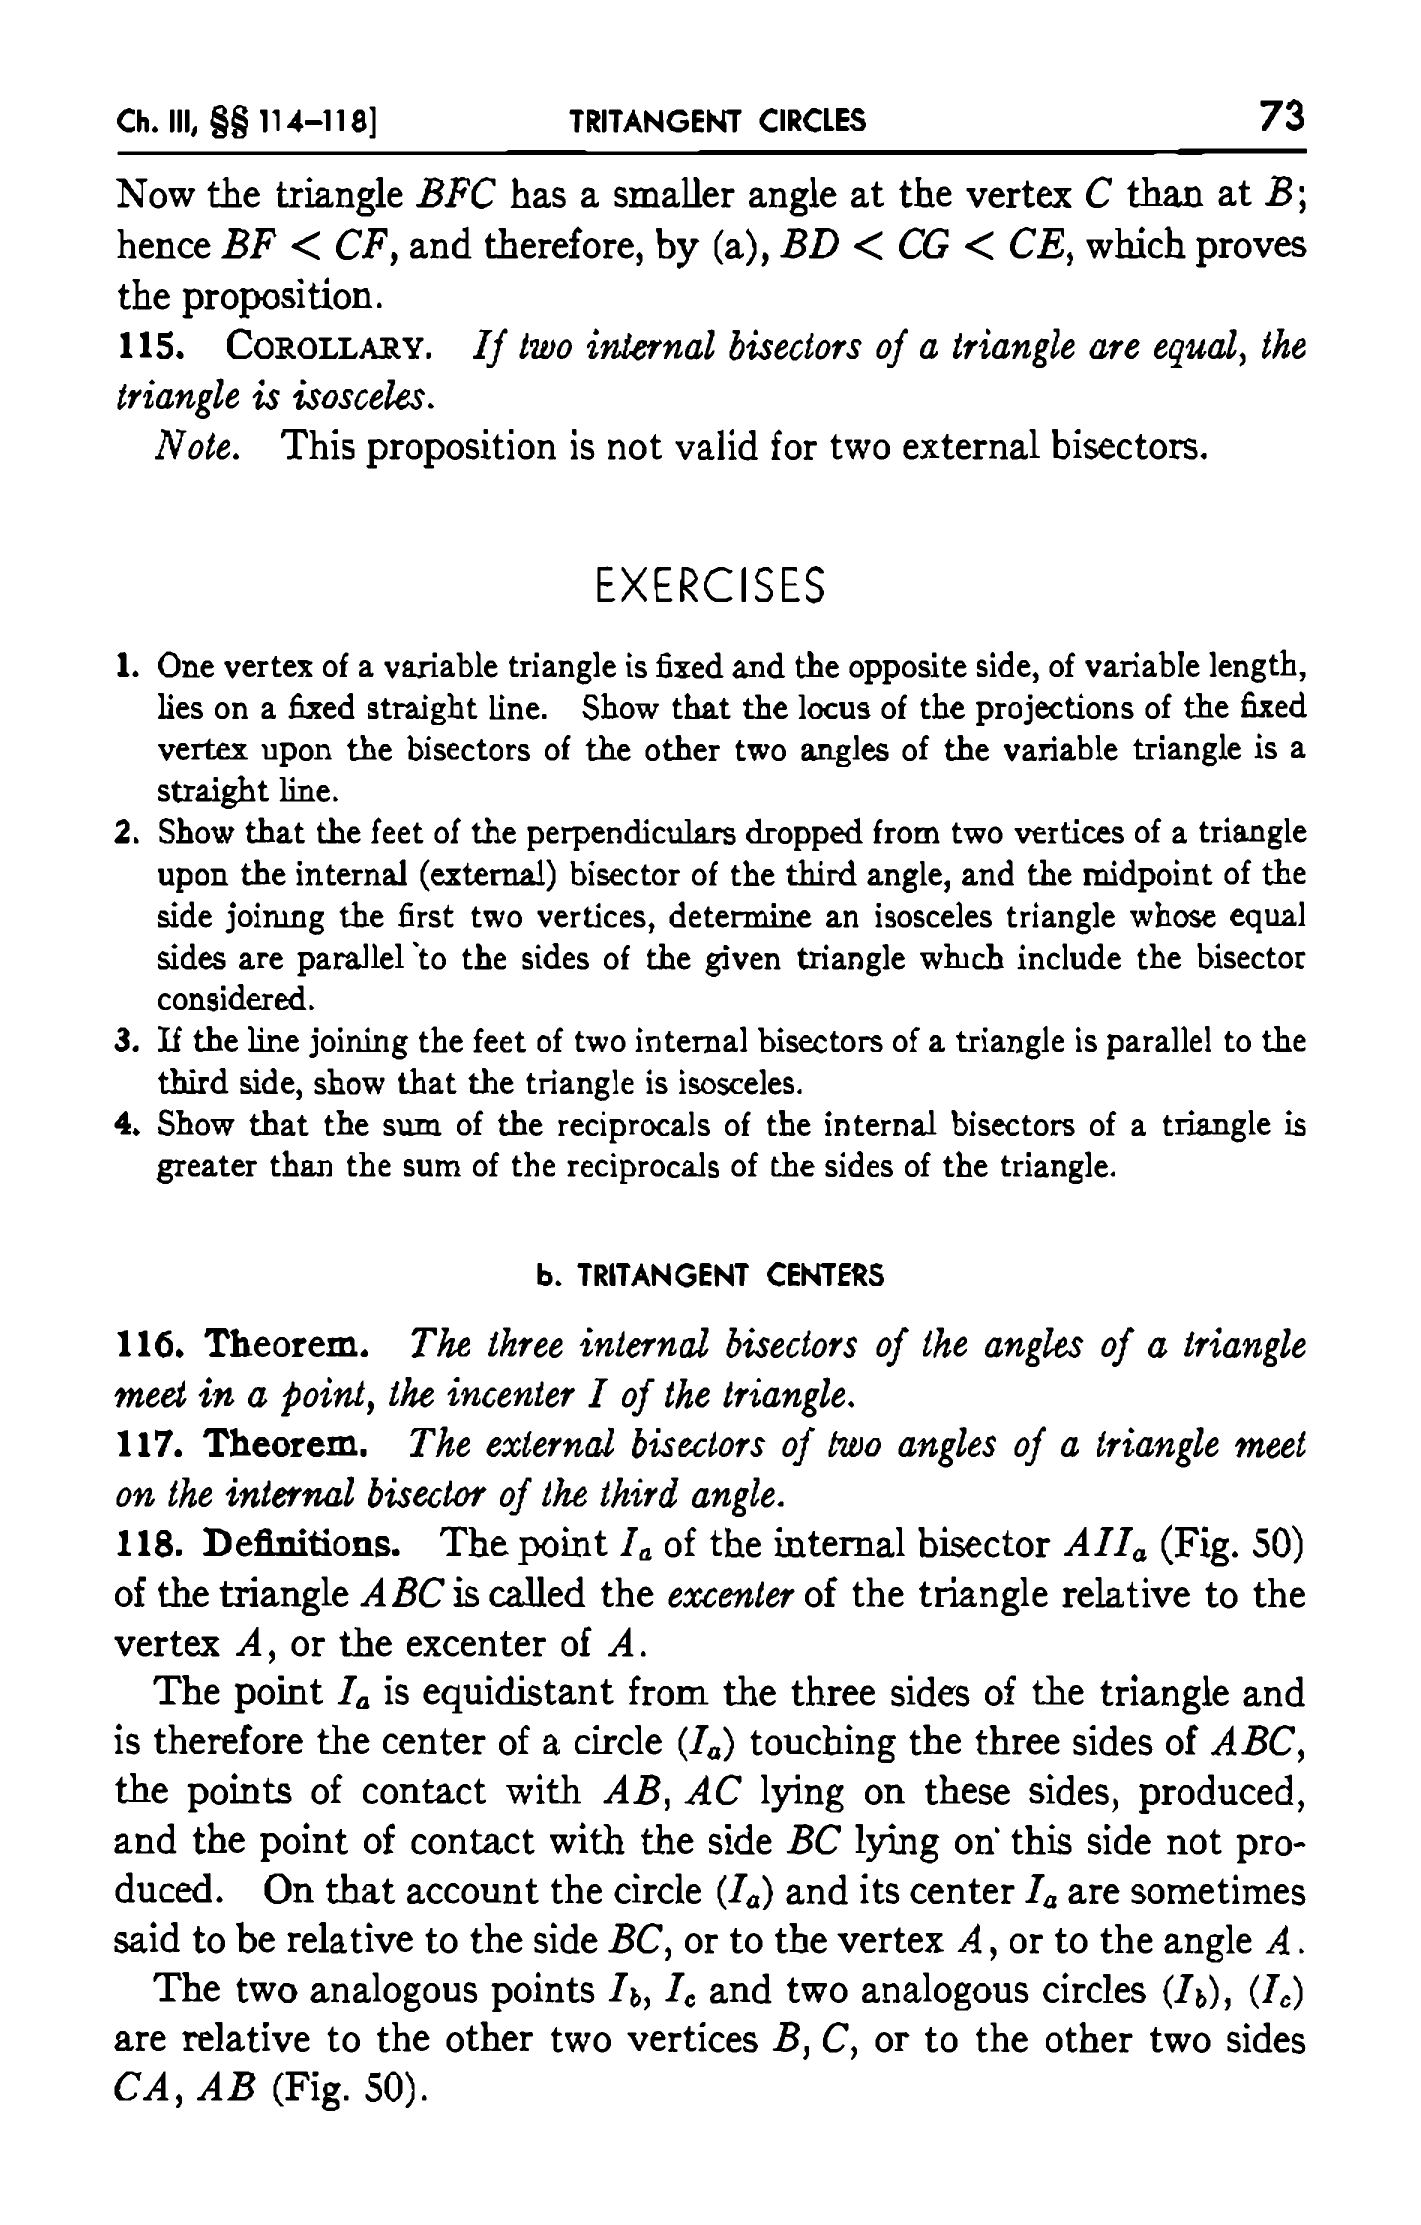 Ch. III, §§ 114–118] TRITANGENT CIRCLES 73
Now the triangle BFC has a smaller angle at the vertex C than at B;
hence BF < CF, and therefore, by (a), BD < CG < CE, which proves
the proposition.
115. COROLLARY. If two internal bisectors of a triangle are equal, the
triangle is isosceles.
Note. This proposition is not valid for two external bisectors.
EXERCISES
1. One vertex of a variable triangle is fixed and the opposite side, of variable length,
lies on a fixed straight line. Show that the locus of the projections of the fixed
vertex upon the bisectors of the other two angles of the variable triangle is a
straight line.
2. Show that the feet of the perpendiculars dropped from two vertices of a triangle
upon the internal (external) bisector of the third angle, and the midpoint of the
side joining the first two vertices, determine an isosceles triangle whose equal
sides are parallel to the sides of the given triangle which include the bisector
considered.
3. If the line joining the feet of two internal bisectors of a triangle is parallel to the
third side, show that the triangle is isosceles.
4. Show that the sum of the reciprocals of the internal bisectors of a triangle is
greater than the sum of the reciprocals of the sides of the triangle.
b. TRITANGENT CENTERS
116. Theorem. The three internal bisectors of the angles of a triangle
meet in a point, the incenter I of the triangle.
117. Theorem. The external bisectors of two angles of a triangle meet
on the internal bisector of the third angle.
118. Definitions. The point Iₐ of the internal bisector AIIₐ (Fig. 50)
of the triangle ABC is called the excenter of the triangle relative to the
vertex A, or the excenter of A.
The point Iₐ is equidistant from the three sides of the triangle and
is therefore the center of a circle (Iₐ) touching the three sides of ABC,
the points of contact with AB, AC lying on these sides, produced,
and the point of contact with the side BC lying on this side not pro-
duced. On that account the circle (Iₐ) and its center Iₐ are sometimes
said to be relative to the side BC, or to the vertex A, or to the angle A.
The two analogous points I_b, I_c and two analogous circles (I_b), (I_c)
are relative to the other two vertices B, C, or to the other two sides
CA, AB (Fig. 50).